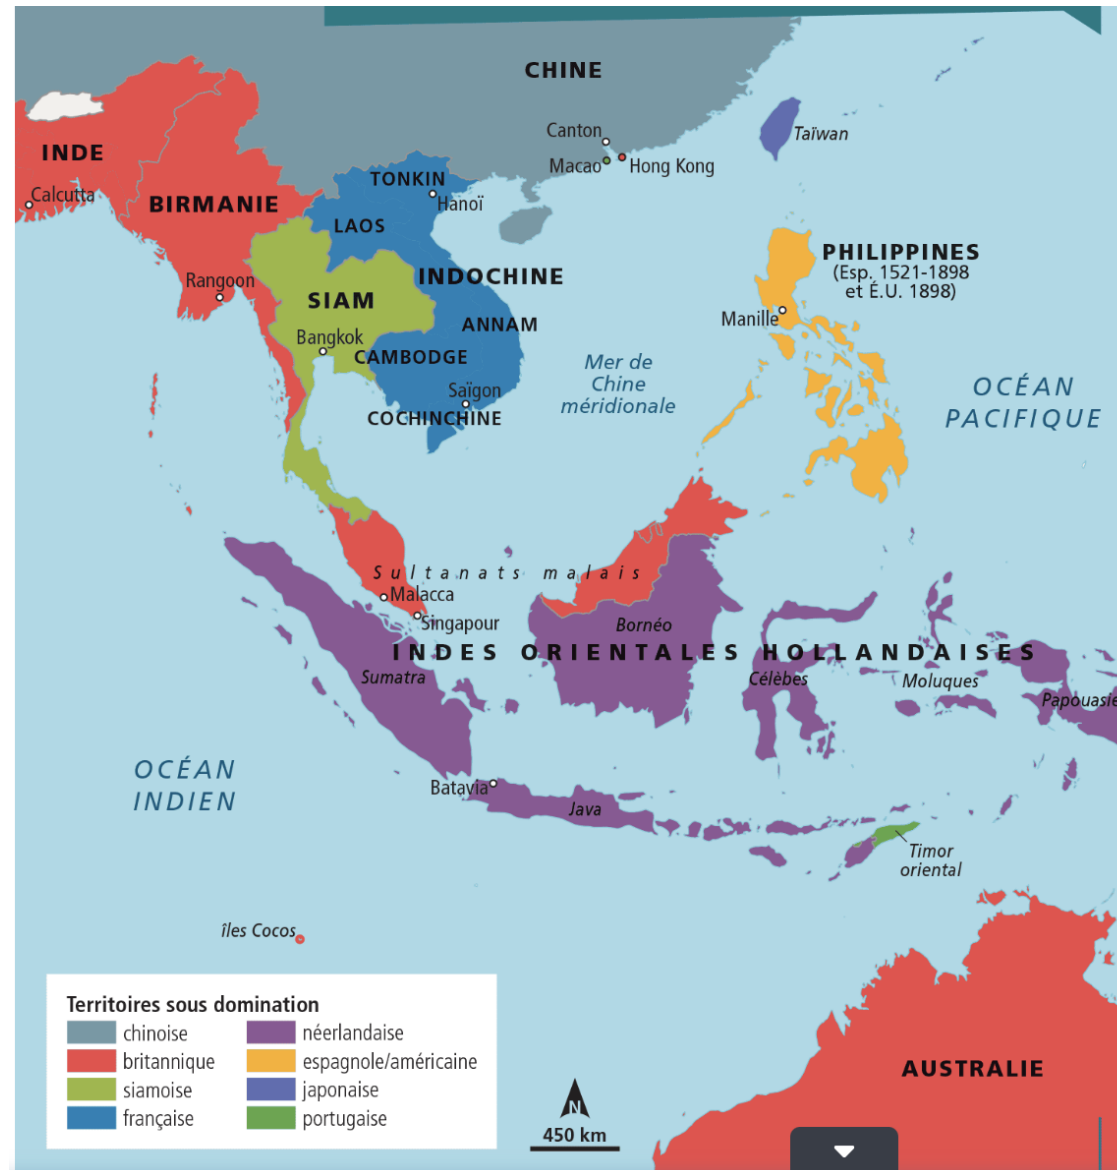 CHINE
Canton
Macao
Hong Kong
Taïwan
INDE
Calcutta
BIRMANIE
TONKIN
Hanoï
LAOS
Rangoon
INDOCHINE
SIAM
ANNAM
Bangkok
CAMBODGE
Saïgon
COCHINCHINE
PHILIPPINES
(Esp. 1521-1898
et É.U. 1898)
Manille
Mer de
Chine
méridionale
OCÉAN
PACIFIQUE
Sultanats malais
Malacca
Singapour
Bornéo
INDES ORIENTALES HOLLANDAISES
Sumatra
Célèbes
Moluques
Papouasie
OCÉAN
INDIEN
Batavia
Java
Timor
oriental
îles Cocos
Territoires sous domination
chinoise
britannique
siamoise
française
néerlandaise
espagnole/américaine
japonaise
portugaise
N
450 km
AUSTRALIE